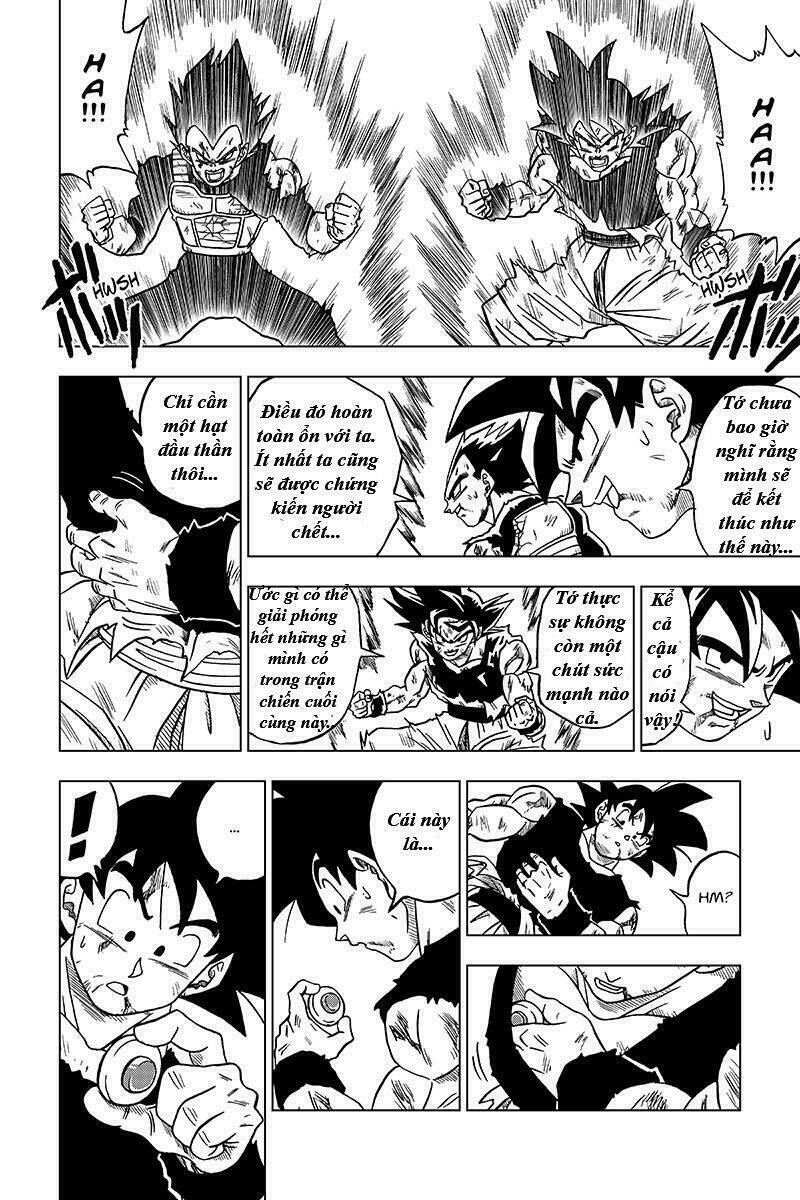 HAA!!!
HA!!!
HWSH
HWSH
Tớ chưa
bao giờ
nghĩ rằng
mình sẽ
để kết
thúc như
thế này...
Điều đó hoàn
toàn ổn với ta.
Ít nhất ta cũng
sẽ được chứng
kiến người
chết...
Chỉ cần
một hạt
đầu thần
thôi...
Kể
cả
cậu
có
nói
vậy!
Tớ thực
sự không
còn một
chút sức
mạnh nào
cả.
Ước gì có thể
giải phóng
hết những gì
mình có
trong trận
chiến cuối
cùng này.
HM?
Cái này
là...
...
!